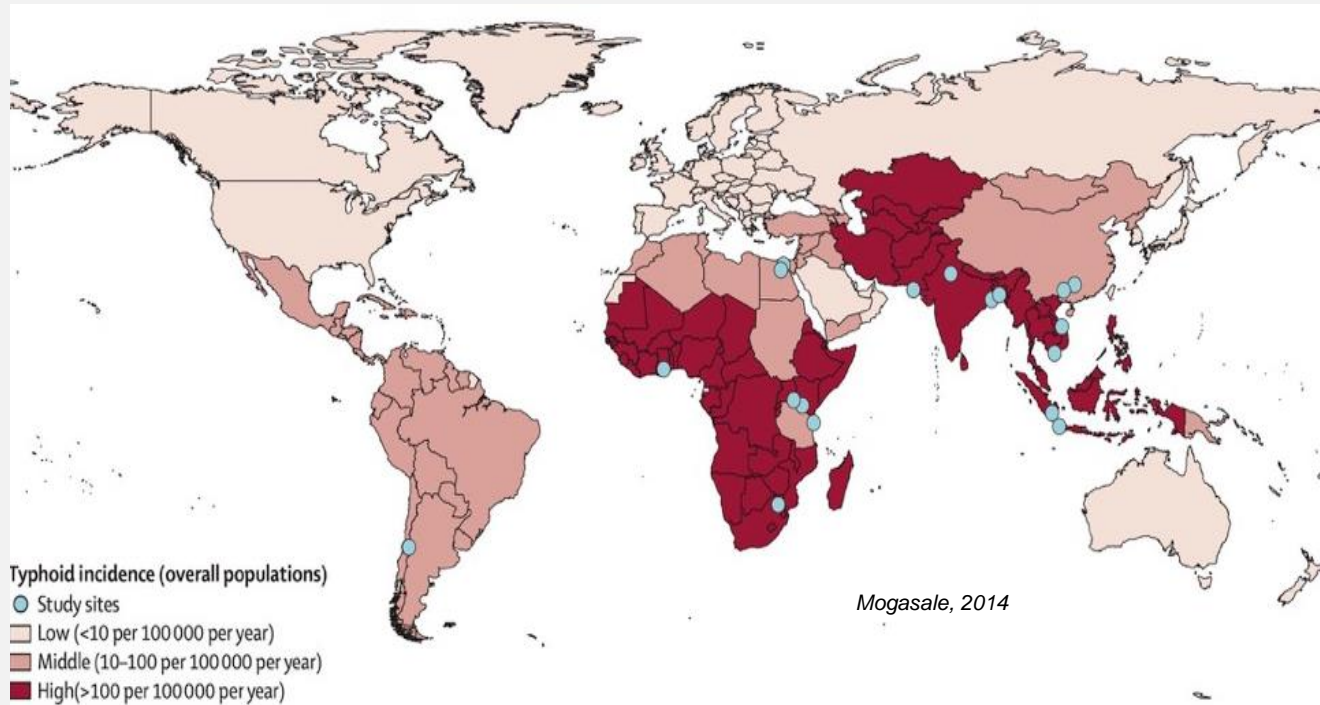 Typhoid incidence (overall populations)
Study sites
Low (<10 per 100 000 per year)
Middle (10–100 per 100 000 per year)
High(>100 per 100 000 per year)
Mogasale, 2014